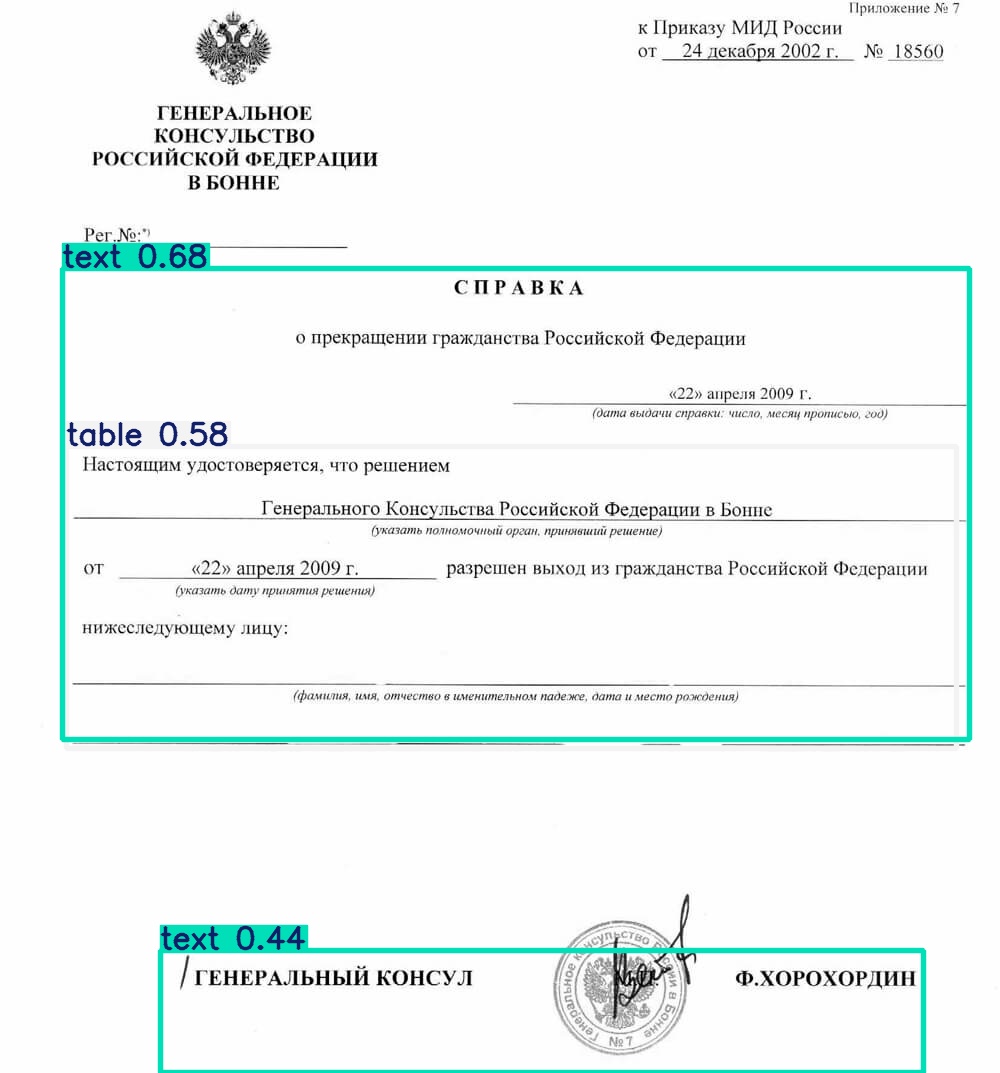 Приложение № 7
к Приказу МИД России
от 24 декабря 2002 г. № 18560
ГЕНЕРАЛЬНОЕ
КОНСУЛЬСТВО
РОССИЙСКОЙ ФЕДЕРАЦИИ
В БОННЕ
Рег.№:*)
text 0.68
С П Р А В К А
о прекращении гражданства Российской Федерации
«22» апреля 2009 г.
(дата выдачи справки: число, месяц прописью, год)
table 0.58
Настоящим удостоверяется, что решением
Генерального Консульства Российской Федерации в Бонне
(указать полномочный орган, принявший решение)
от «22» апреля 2009 г. разрешен выход из гражданства Российской Федерации
(указать дату принятия решения)
нижеследующему лицу:
(фамилия, имя, отчество в именительном падеже, дата и место рождения)
text 0.44
ГЕНЕРАЛЬНЫЙ КОНСУЛ
Генеральное консульство России в Бонне
№7
Ф.ХОРОХОРДИН